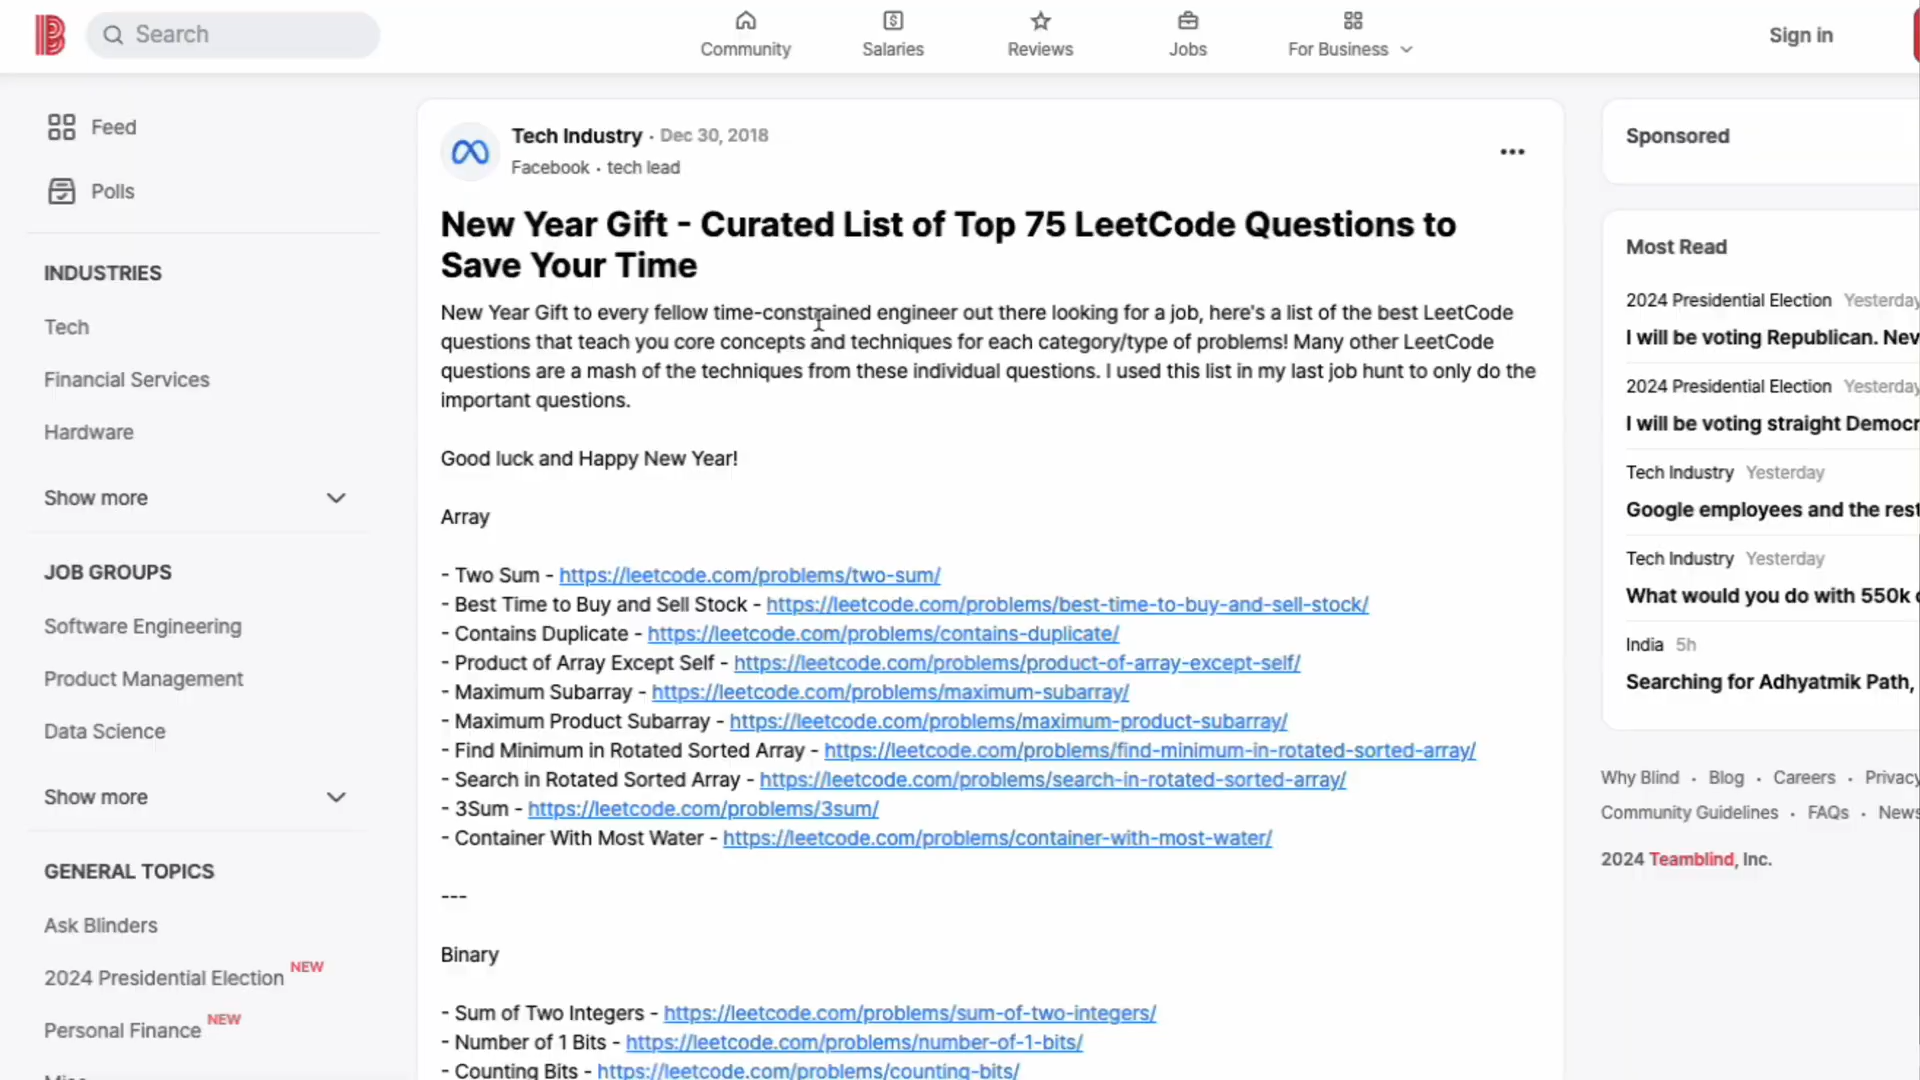 Search
Community
Salaries
Reviews
Jobs
For Business
Sign in
Feed
Polls
INDUSTRIES
Tech
Financial Services
Hardware
Show more
JOB GROUPS
Software Engineering
Product Management
Data Science
Show more
GENERAL TOPICS
Ask Blinders
2024 Presidential Election NEW
Personal Finance NEW
Tech Industry · Dec 30, 2018
Facebook · tech lead
New Year Gift - Curated List of Top 75 LeetCode Questions to
Save Your Time
New Year Gift to every fellow time-constrained engineer out there looking for a job, here's a list of the best LeetCode
questions that teach you core concepts and techniques for each category/type of problems! Many other LeetCode
questions are a mash of the techniques from these individual questions. I used this list in my last job hunt to only do the
important questions.
Good luck and Happy New Year!
Array
- Two Sum - https://leetcode.com/problems/two-sum/
- Best Time to Buy and Sell Stock - https://leetcode.com/problems/best-time-to-buy-and-sell-stock/
- Contains Duplicate - https://leetcode.com/problems/contains-duplicate/
- Product of Array Except Self - https://leetcode.com/problems/product-of-array-except-self/
- Maximum Subarray - https://leetcode.com/problems/maximum-subarray/
- Maximum Product Subarray - https://leetcode.com/problems/maximum-product-subarray/
- Find Minimum in Rotated Sorted Array - https://leetcode.com/problems/find-minimum-in-rotated-sorted-array/
- Search in Rotated Sorted Array - https://leetcode.com/problems/search-in-rotated-sorted-array/
- 3Sum - https://leetcode.com/problems/3sum/
- Container With Most Water - https://leetcode.com/problems/container-with-most-water/
---
Binary
- Sum of Two Integers - https://leetcode.com/problems/sum-of-two-integers/
- Number of 1 Bits - https://leetcode.com/problems/number-of-1-bits/
- Counting Bits - https://leetcode.com/problems/counting-bits/
Sponsored
Most Read
2024 Presidential Election Yesterday
I will be voting Republican. Nev
2024 Presidential Election Yesterday
I will be voting straight Democr
Tech Industry Yesterday
Google employees and the rest
Tech Industry Yesterday
What would you do with 550k
India 5h
Searching for Adhyatmik Path,
Why Blind · Blog · Careers · Privacy
Community Guidelines · FAQs · News
2024 Teamblind, Inc.